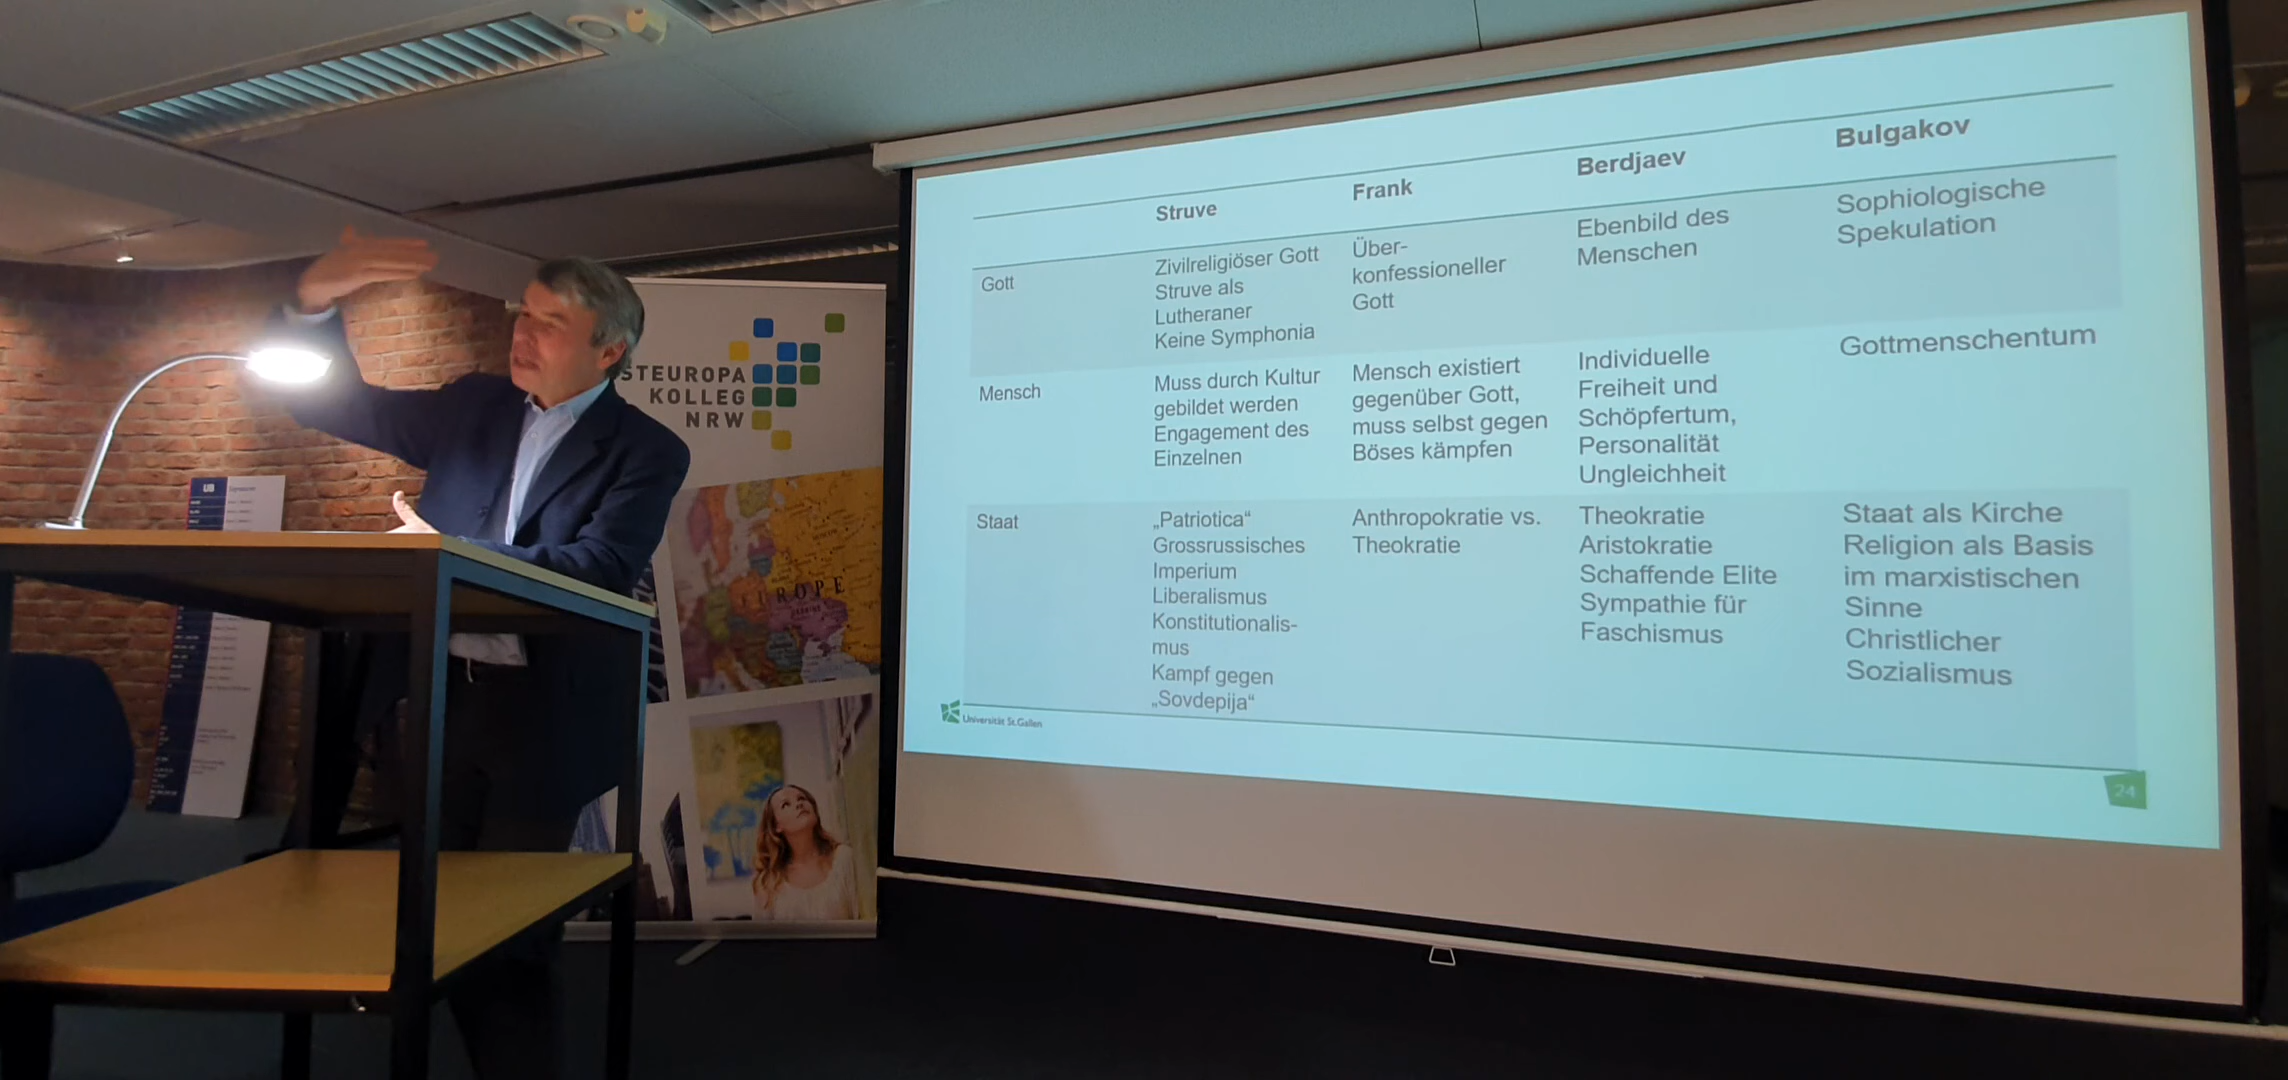 Struve
Frank
Berdjaev
Bulgakov
Gott
Zivilreligiöser Gott
Struve als
Lutheraner
Keine Symphonia
Über-
konfessioneller
Gott
Ebenbild des
Menschen
Sophiologische
Spekulation
Mensch
Muss durch Kultur
gebildet werden
Engagement des
Einzelnen
Mensch existiert
gegenüber Gott,
muss selbst gegen
Böses kämpfen
Individuelle
Freiheit und
Schöpfertum,
Personalität
Ungleichheit
Gottmenschentum
Staat
„Patriotica“
Grossrussisches
Imperium
Liberalismus
Konstitutionalis-
mus
Kampf gegen
„Sovdepija“
Anthropokratie vs.
Theokratie
Theokratie
Aristokratie
Schaffende Elite
Sympathie für
Faschismus
Staat als Kirche
Religion als Basis
im marxistischen
Sinne
Christlicher
Sozialismus
Universität St.Gallen
24
STEUROPA
KOLLEG
NRW
EUROPE
UB